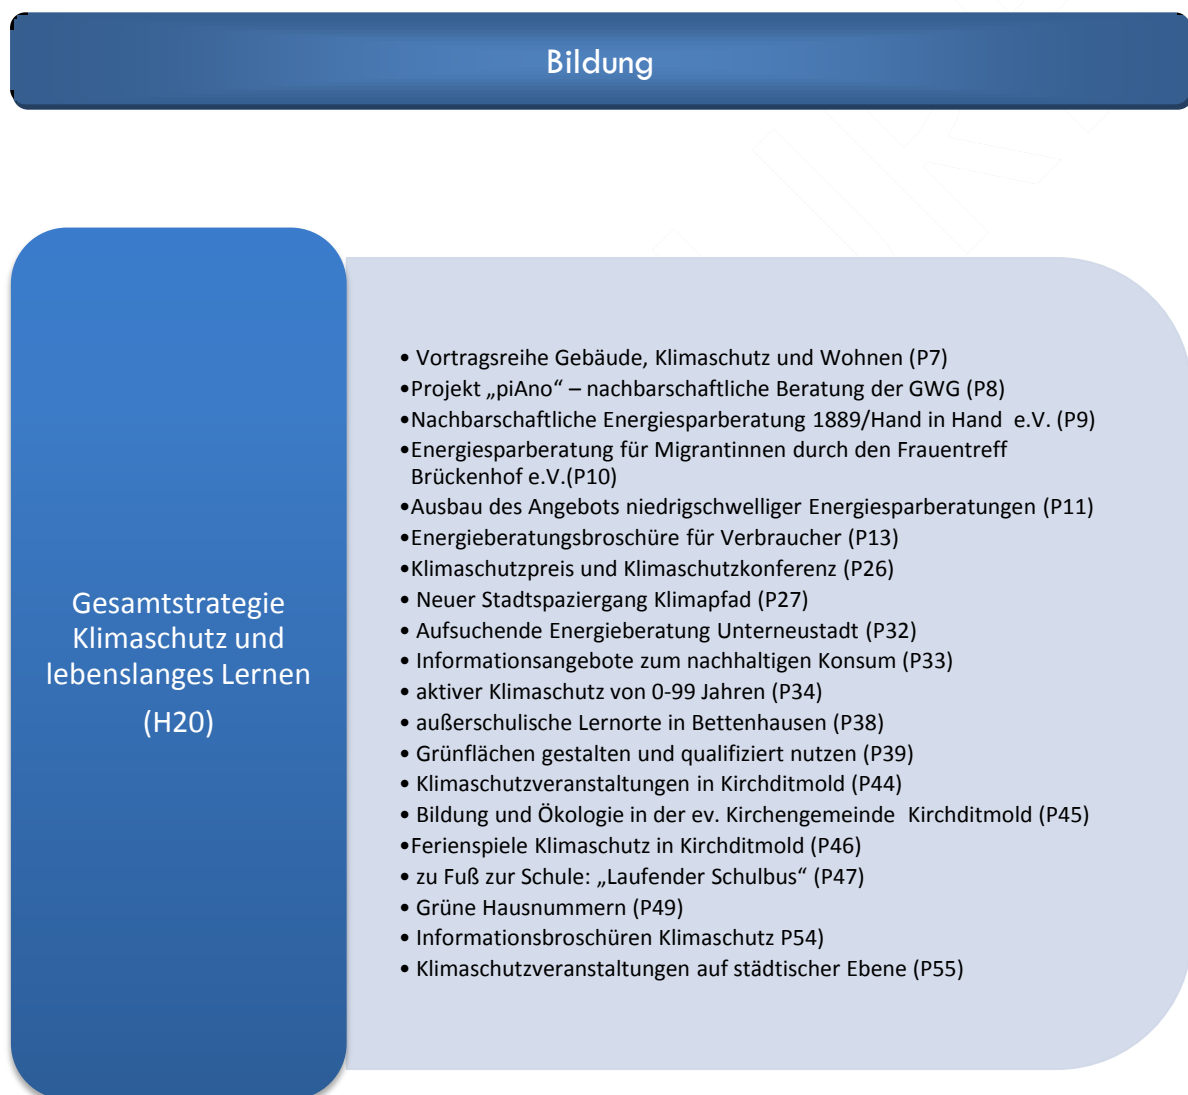 Bildung
Gesamtstrategie
Klimaschutz und
lebenslanges Lernen
(H20)
• Vortragsreihe Gebäude, Klimaschutz und Wohnen (P7)
•Projekt „piAno“ – nachbarschaftliche Beratung der GWG (P8)
•Nachbarschaftliche Energiesparberatung 1889/Hand in Hand  e.V. (P9)
•Energiesparberatung für Migrantinnen durch den Frauentreff
Brückenhof e.V.(P10)
•Ausbau des Angebots niedrigschwelliger Energiesparberatungen (P11)
•Energieberatungsbroschüre für Verbraucher (P13)
•Klimaschutzpreis und Klimaschutzkonferenz (P26)
• Neuer Stadtspaziergang Klimapfad (P27)
• Aufsuchende Energieberatung Unterneustadt (P32)
• Informationsangebote zum nachhaltigen Konsum (P33)
• aktiver Klimaschutz von 0-99 Jahren (P34)
• außerschulische Lernorte in Bettenhausen (P38)
• Grünflächen gestalten und qualifiziert nutzen (P39)
• Klimaschutzveranstaltungen in Kirchditmold (P44)
• Bildung und Ökologie in der ev. Kirchengemeinde  Kirchditmold (P45)
•Ferienspiele Klimaschutz in Kirchditmold (P46)
• zu Fuß zur Schule: „Laufender Schulbus“ (P47)
• Grüne Hausnummern (P49)
• Informationsbroschüren Klimaschutz P54)
• Klimaschutzveranstaltungen auf städtischer Ebene (P55)